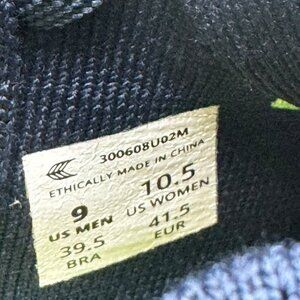 300608U02M
ETHICALLY MADE IN CHINA
9 10.5
US MEN US WOMEN
39.5 41.5
BRA EUR